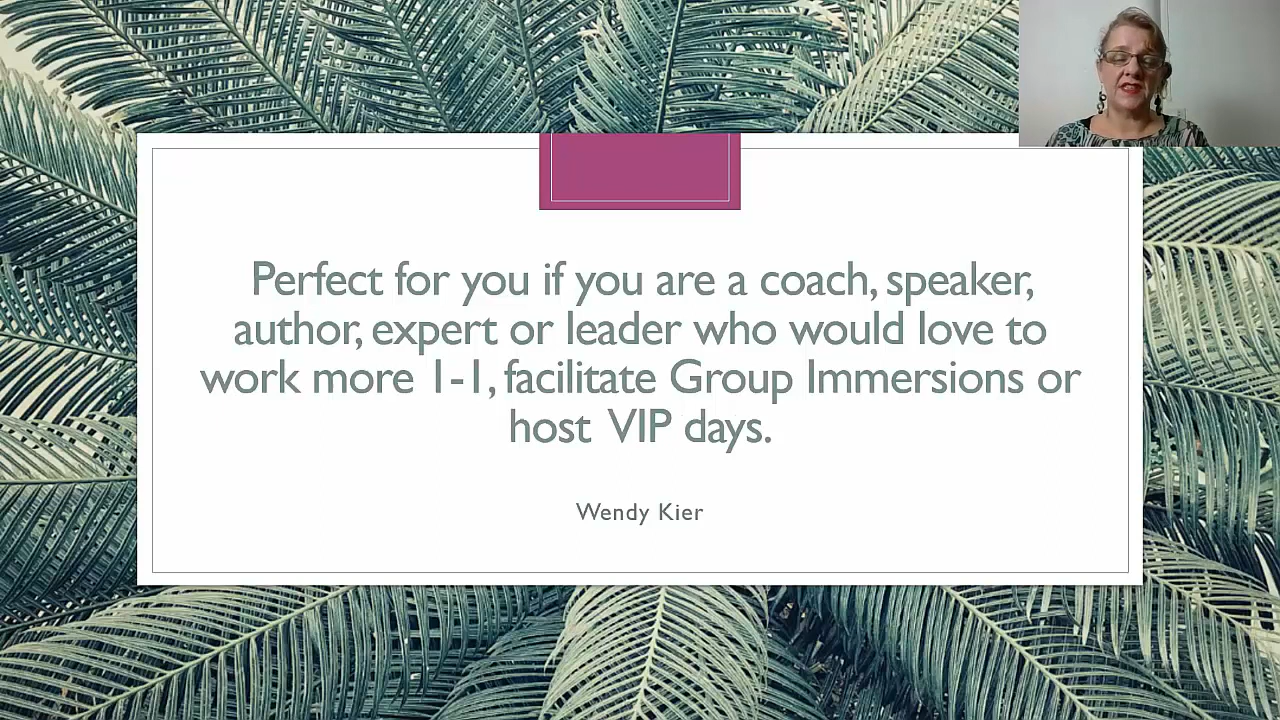 Perfect for you if you are a coach, speaker,
author, expert or leader who would love to
work more 1-1, facilitate Group Immersions or
host VIP days.
Wendy Kier